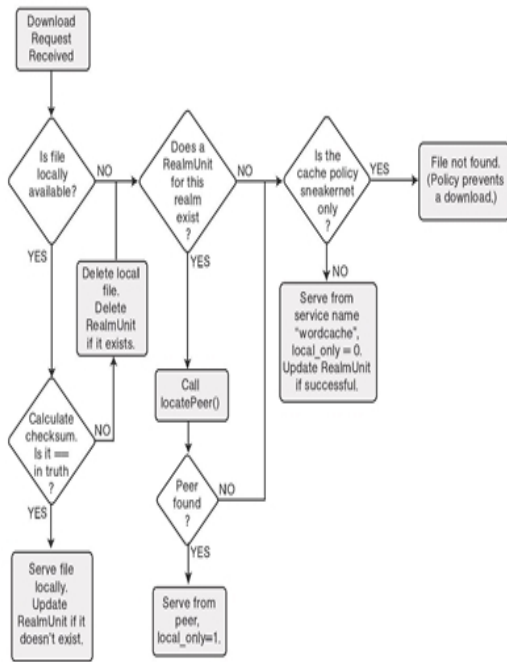 Download
Request
Received
Is file
locally
available?
NO
YES
Does a
RealmUnit
for this
realm
exist
?
NO
YES
Is the
cache policy
sneakernet
only
?
YES
NO
File not found.
(Policy prevents
a download.)
Delete local
file.
Delete
RealmUnit
if it exists.
Serve from
service name
"wordcache",
local_only = 0.
Update RealmUnit
if successful.
Calculate
checksum.
Is it ==
in truth
?
NO
YES
Call
locatePeer()
Peer
found
?
NO
YES
Serve file
locally.
Update
RealmUnit if it
doesn't exist.
Serve from
peer,
local_only=1.